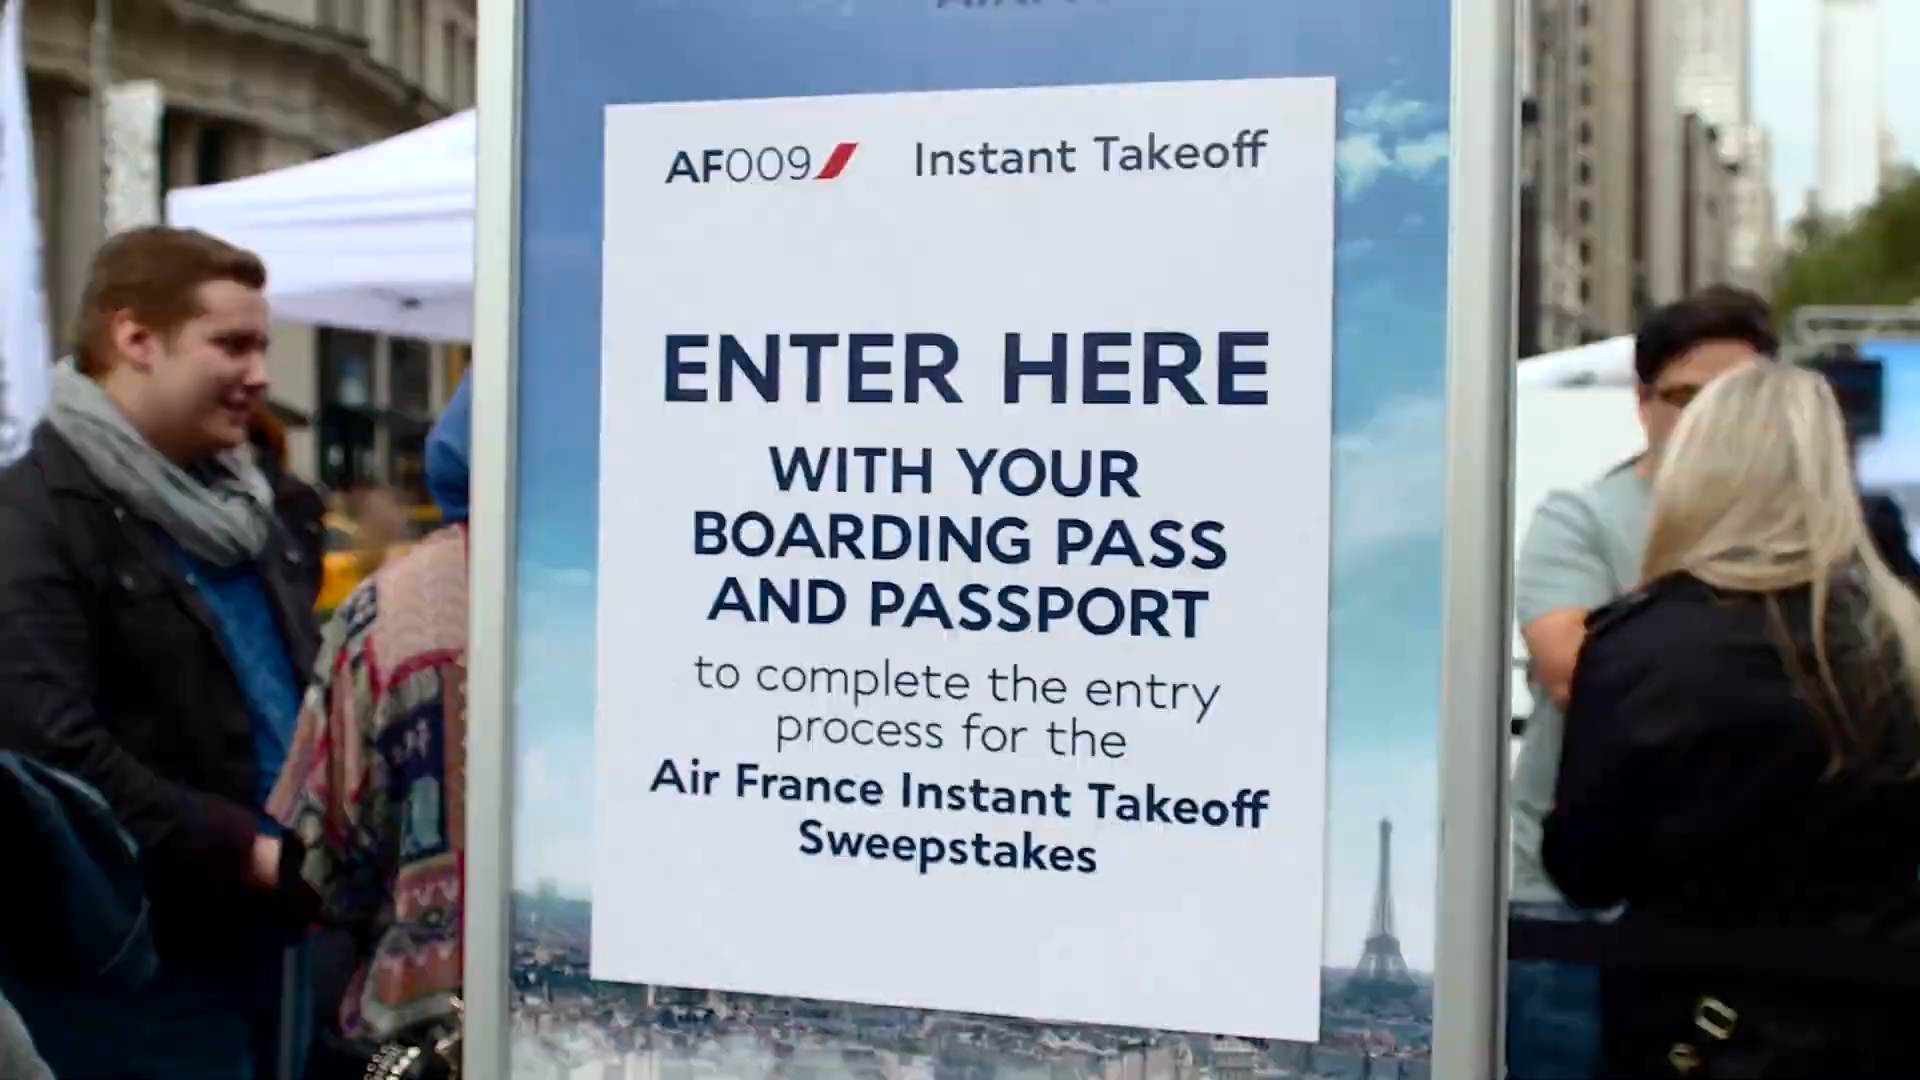 AF009 Instant Takeoff
ENTER HERE
WITH YOUR
BOARDING PASS
AND PASSPORT
to complete the entry
process for the
Air France Instant Takeoff
Sweepstakes